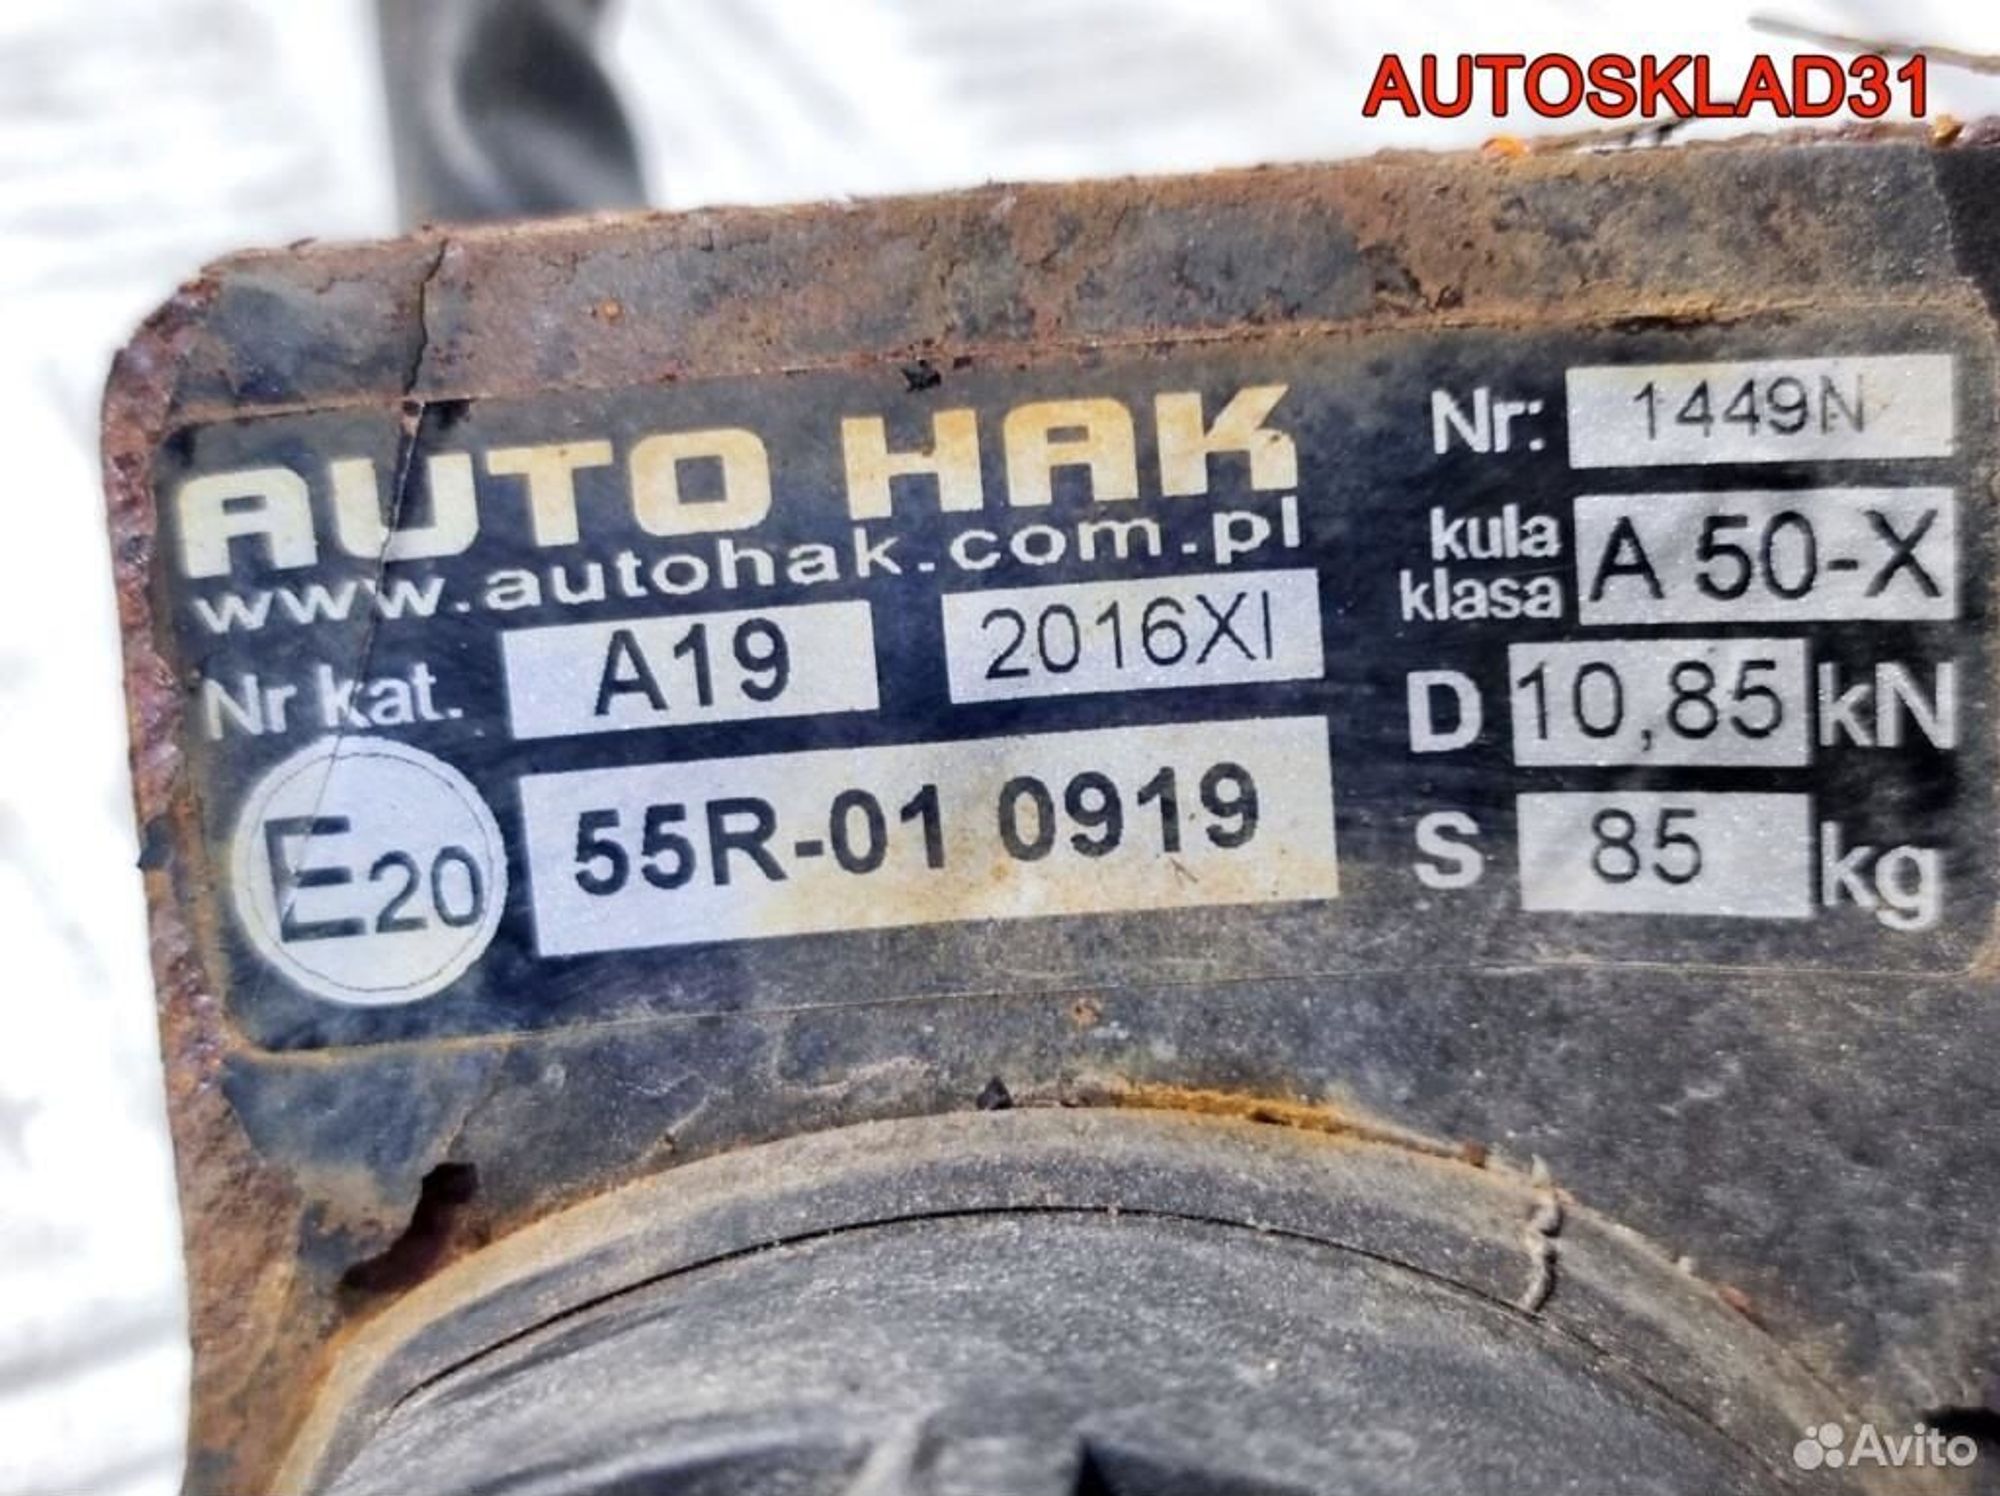 AUTOSKLAD31
AUTO HAK
www.autohak.com.pl
Nr kat. A19 2016XI
E20 55R-01 0919
Nr: 1449N
kula klasa A 50-X
D 10,85 kN
S 85 kg
Avito